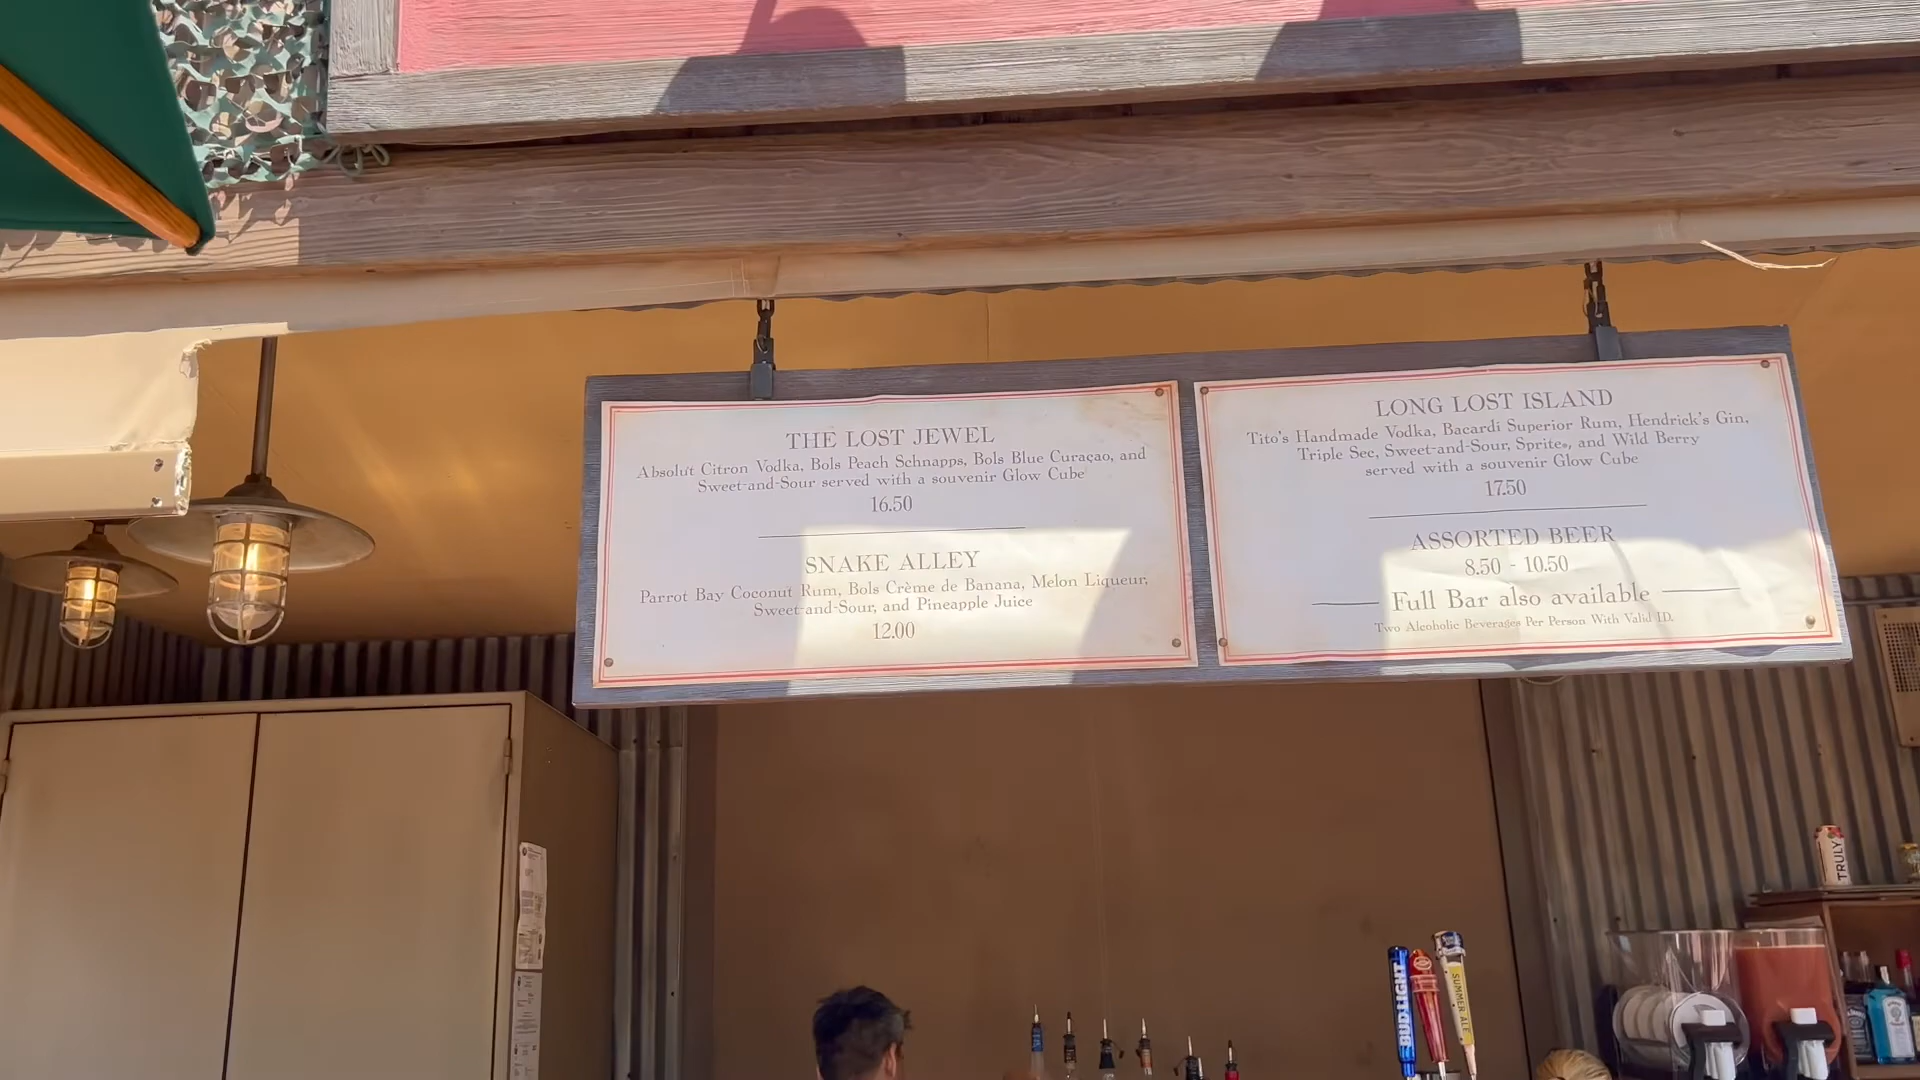 THE LOST JEWEL
Absolut Citron Vodka, Bols Peach Schnapps, Bols Blue Curaçao, and
Sweet-and-Sour served with a souvenir Glow Cube
16.50
SNAKE ALLEY
Parrot Bay Coconut Rum, Bols Crème de Banana, Melon Liqueur,
Sweet-and-Sour, and Pineapple Juice
12.00
LONG LOST ISLAND
Tito's Handmade Vodka, Bacardi Superior Rum, Hendrick's Gin,
Triple Sec, Sweet-and-Sour, Sprite®, and Wild Berry
served with a souvenir Glow Cube
17.50
ASSORTED BEER
8.50 - 10.50
Full Bar also available
Two Alcoholic Beverages Per Person With Valid I.D.
TRULY
BUD LIGHT
SUMMER ALE